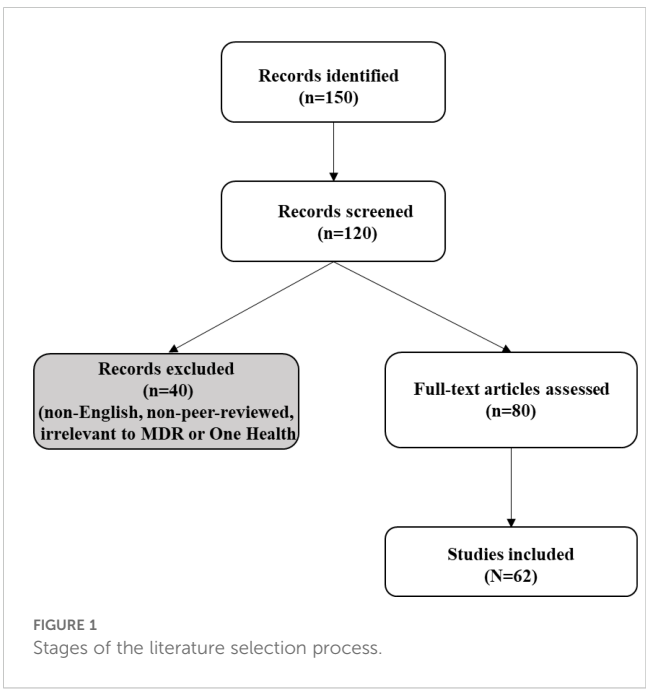 Records identified
(n=150)
Records screened
(n=120)
Records excluded
(n=40)
(non-English, non-peer-reviewed,
irrelevant to MDR or One Health
Full-text articles assessed
(n=80)
Studies included
(N=62)
FIGURE 1
Stages of the literature selection process.